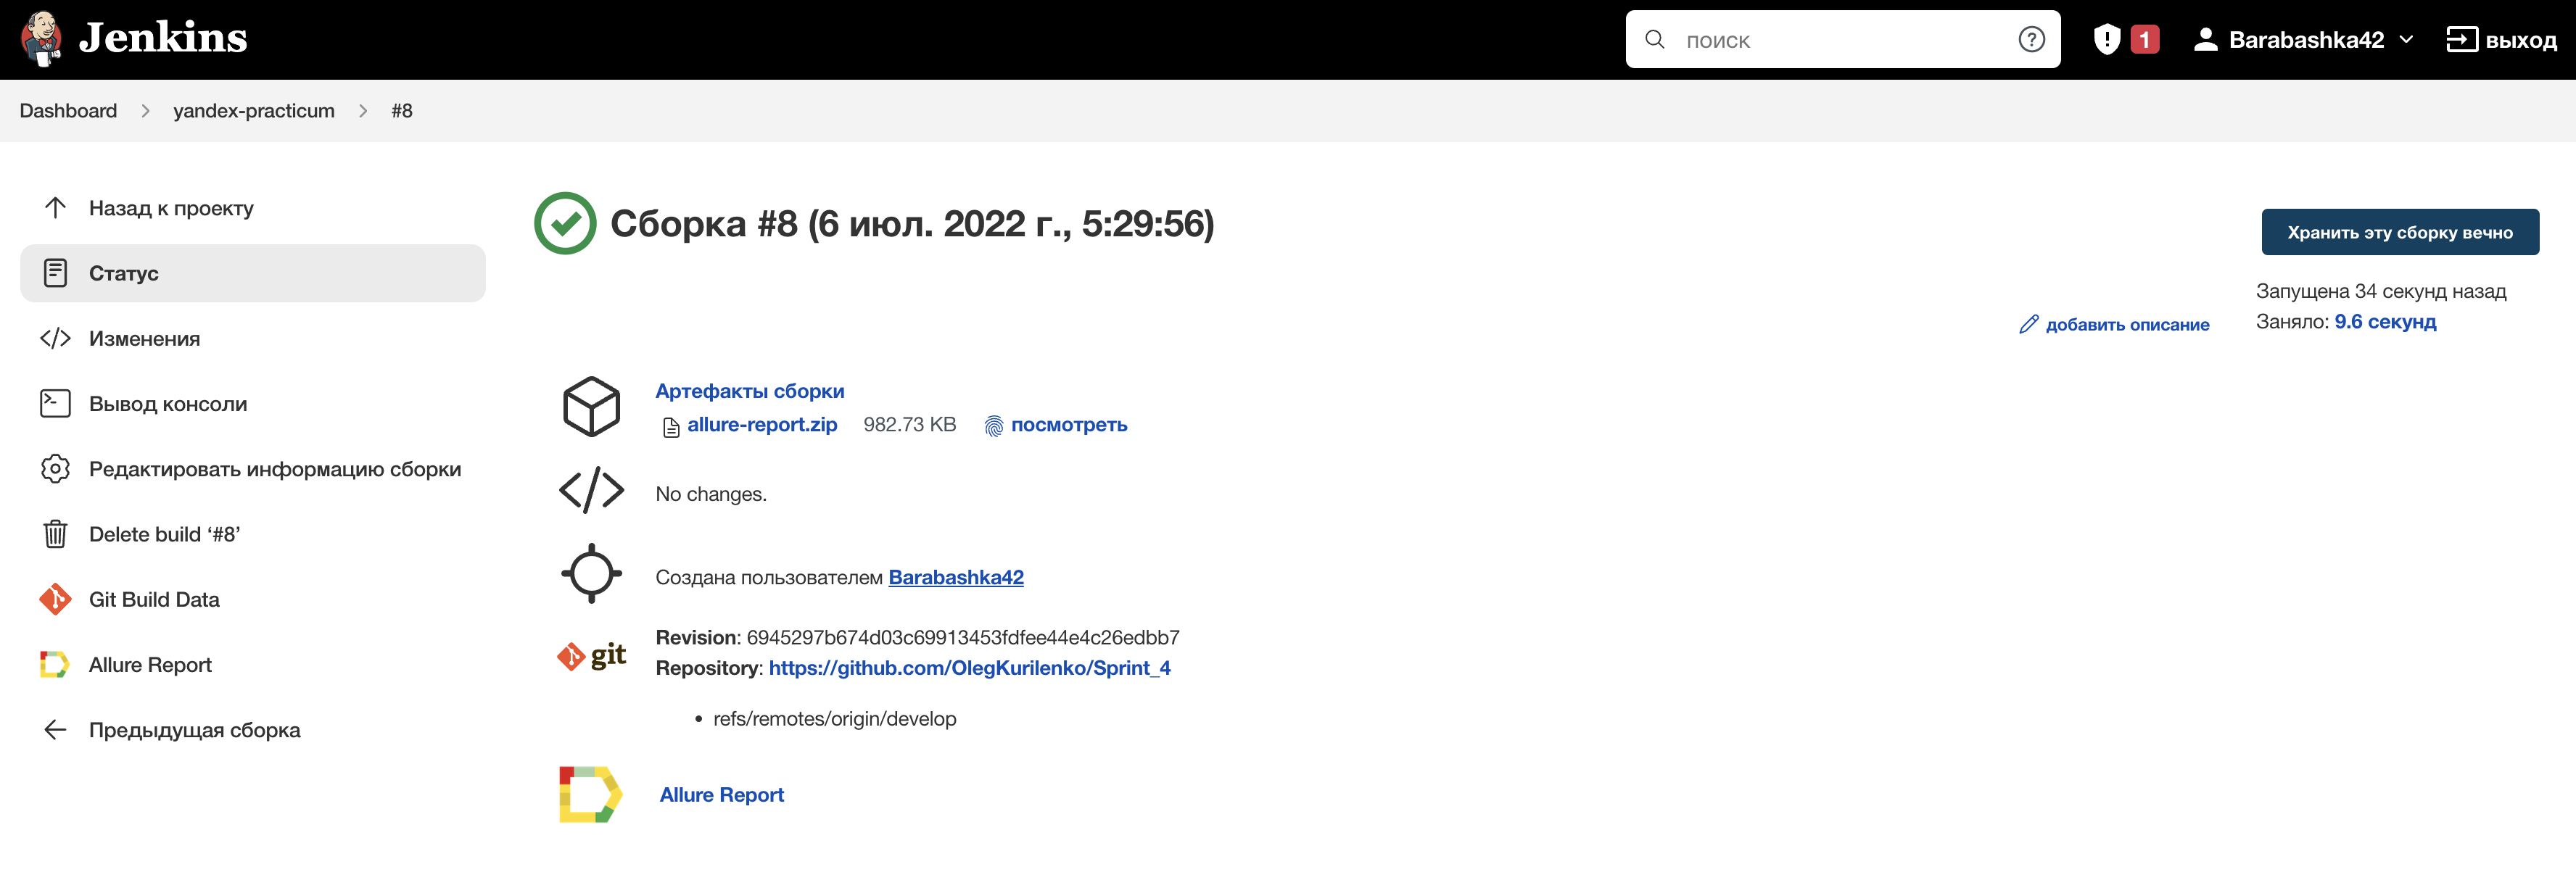 Jenkins
поиск
1
Barabashka42
выход
Dashboard
yandex-practicum
#8
Назад к проекту
Статус
Изменения
Вывод консоли
Редактировать информацию сборки
Delete build ‘#8’
Git Build Data
Allure Report
Предыдущая сборка
Сборка #8 (6 июл. 2022 г., 5:29:56)
Хранить эту сборку вечно
Запущена 34 секунд назад
Заняло: 9.6 секунд
добавить описание
Артефакты сборки
allure-report.zip 982.73 KB посмотреть
No changes.
Создана пользователем Barabashka42
git
Revision: 6945297b674d03c69913453fdfee44e4c26edbb7
Repository: https://github.com/OlegKurilenko/Sprint_4
• refs/remotes/origin/develop
Allure Report